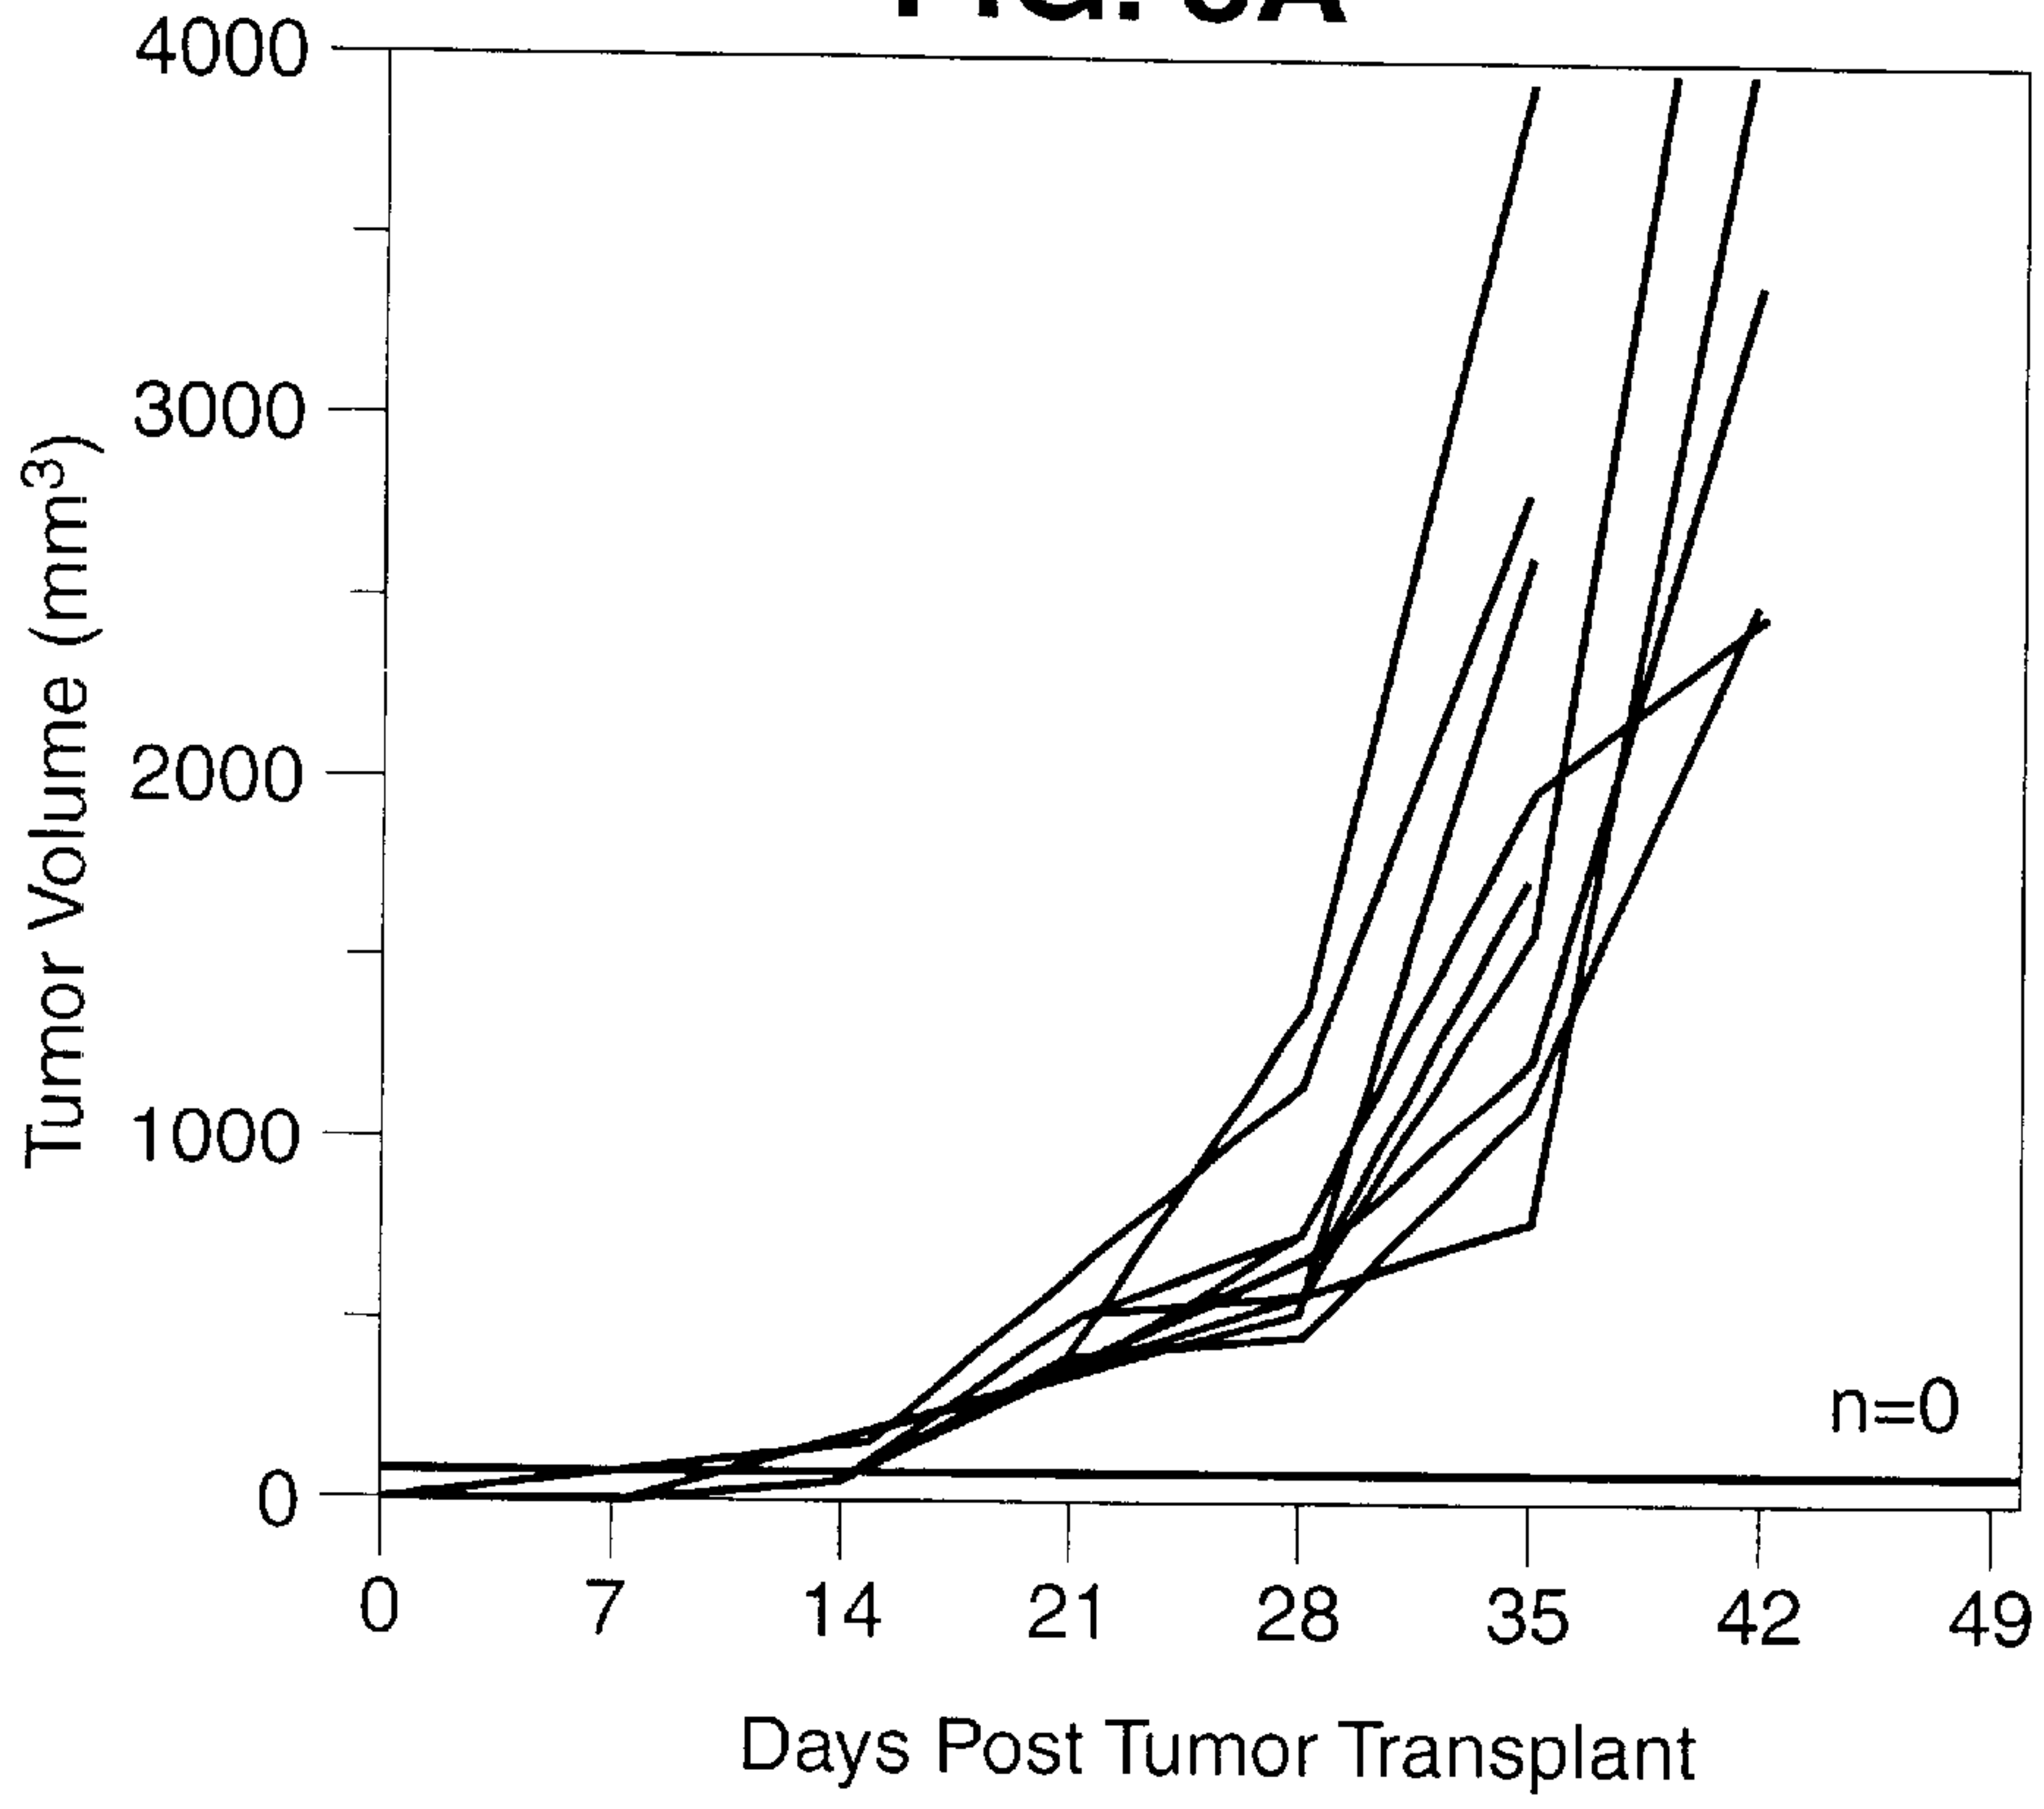 FIG. 
4000
3000
2000
1000
0
Tumor Volume (mm³)
n=0
0 7 14 21 28 35 42 49
Days Post Tumor Transplant